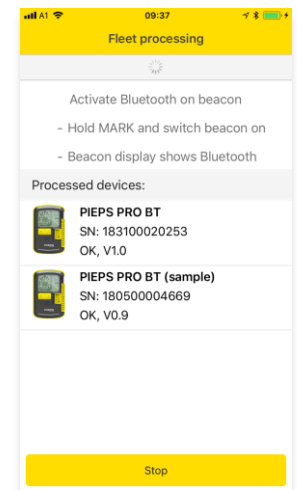 A1 09:37
Fleet processing
Activate Bluetooth on beacon
- Hold MARK and switch beacon on
- Beacon display shows Bluetooth
Processed devices:
PIEPS PRO BT
SN: 183100020253
OK, V1.0
PIEPS PRO BT (sample)
SN: 180500004669
OK, V0.9
Stop